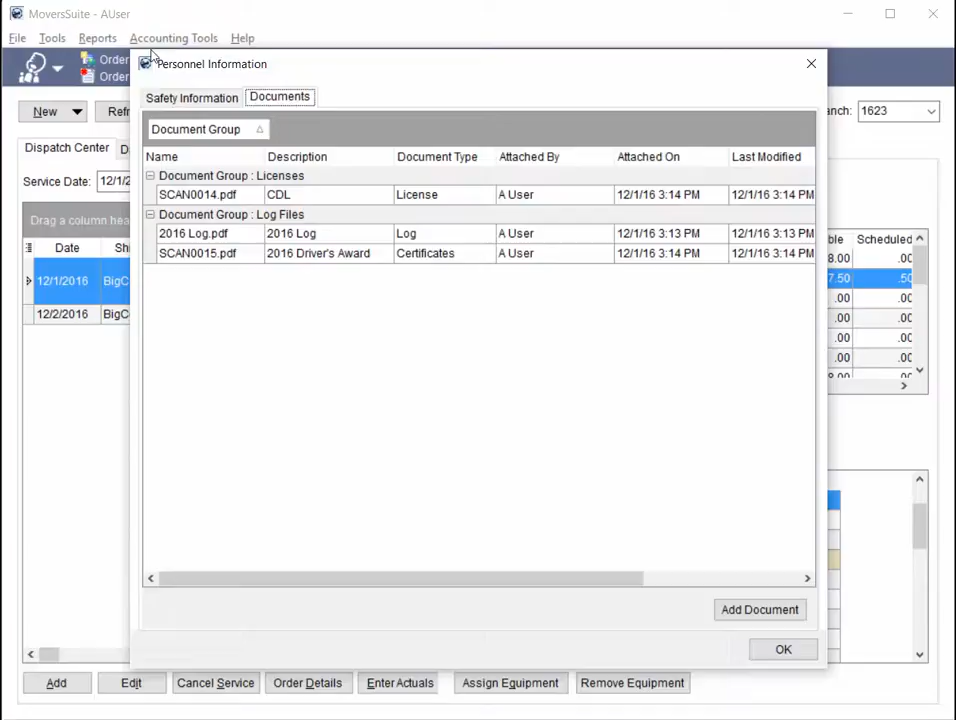 MoversSuite - AUser
File Tools Reports Accounting Tools Help
Order
Order
Personnel Information
New Refr
nch: 1623
Safety Information Documents
Dispatch Center D
Document Group
Service Date: 12/1/2
Name Description Document Type Attached By Attached On Last Modified
Document Group : Licenses
SCAN0014.pdf CDL License A User 12/1/16 3:14 PM 12/1/16 3:14 PM
Drag a column hea
Document Group : Log Files
2016 Log.pdf 2016 Log Log A User 12/1/16 3:13 PM 12/1/16 3:13 PM
SCAN0015.pdf 2016 Driver's Award Certificates A User 12/1/16 3:14 PM 12/1/16 3:14 PM
Date Shi
ble Scheduled
8.00 .00
12/1/2016 BigC
7.50 .50
.00 .00
12/2/2016 BigC
.00 .00
.00 .00
.00 .00
8.00 .00
Add Document
OK
Add Edit Cancel Service Order Details Enter Actuals Assign Equipment Remove Equipment